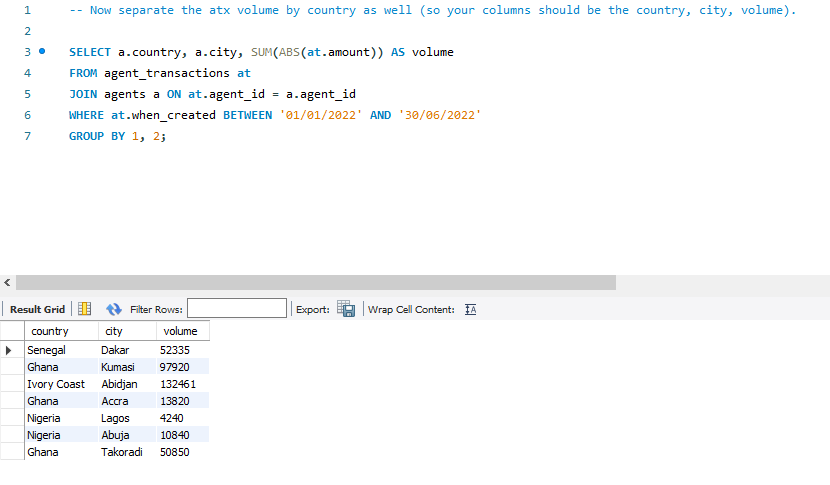 1 -- Now separate the atx volume by country as well (so your columns should be the country, city, volume).
2
3 SELECT a.country, a.city, SUM(ABS(at.amount)) AS volume
4 FROM agent_transactions at
5 JOIN agents a ON at.agent_id = a.agent_id
6 WHERE at.when_created BETWEEN '01/01/2022' AND '30/06/2022'
7 GROUP BY 1, 2;
Result Grid Filter Rows: Export: Wrap Cell Content: IA
country city volume
Senegal Dakar 52335
Ghana Kumasi 97920
Ivory Coast Abidjan 132461
Ghana Accra 13820
Nigeria Lagos 4240
Nigeria Abuja 10840
Ghana Takoradi 50850